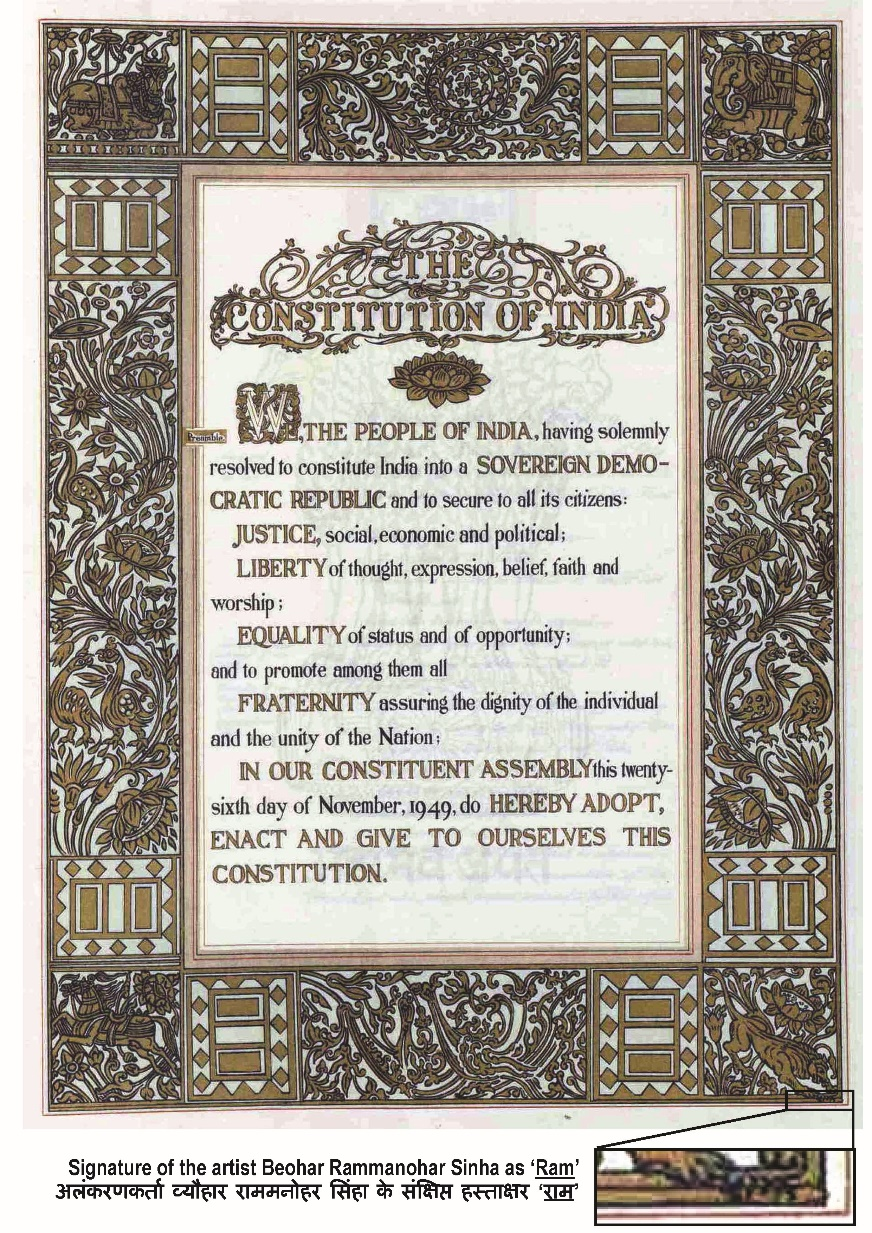 THE
CONSTITUTION OF INDIA
Preamble.
WE, THE PEOPLE OF INDIA, having solemnly
resolved to constitute India into a SOVEREIGN DEMO-
CRATIC REPUBLIC and to secure to all its citizens:
JUSTICE, social, economic and political;
LIBERTY of thought, expression, belief, faith and
worship;
EQUALITY of status and of opportunity;
and to promote among them all
FRATERNITY assuring the dignity of the individual
and the unity of the Nation;
IN OUR CONSTITUENT ASSEMBLY this twenty-
sixth day of November, 1949, do HEREBY ADOPT,
ENACT AND GIVE TO OURSELVES THIS
CONSTITUTION.
Signature of the artist Beohar Rammanohar Sinha as ‘Ram’
अलंकरणकर्ता व्यौहार राममनोहर सिंहा के संक्षिप्त हस्ताक्षर ‘राम’